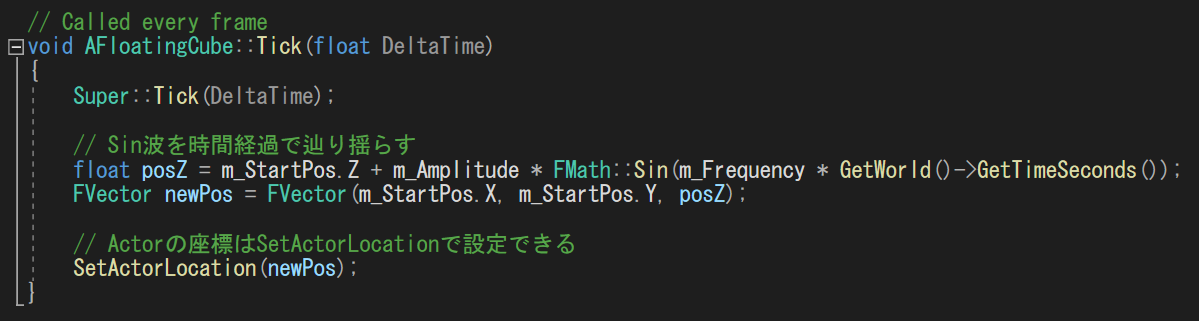 // Called every frame
void AFloatingCube::Tick(float DeltaTime)
{
Super::Tick(DeltaTime);
// Sin波を時間経過で辿り揺らす
float posZ = m_StartPos.Z + m_Amplitude * FMath::Sin(m_Frequency * GetWorld()->GetTimeSeconds());
FVector newPos = FVector(m_StartPos.X, m_StartPos.Y, posZ);
// Actorの座標はSetActorLocationで設定できる
SetActorLocation(newPos);
}